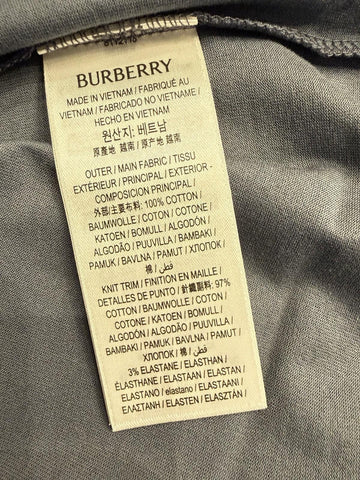 BURBERRY
MADE IN VIETNAM / FABRIQUÉ AU
VIETNAM / FABRICADO NO VIETNAME /
HECHO EN VIETNAM
원산지: 베트남
原產地 越南 / 原产地 越南
OUTER / MAIN FABRIC / TISSU
EXTÉRIEUR / PRINCIPAL / EXTERIOR -
COMPOSICIÓN PRINCIPAL /
外部/主要布料: 100% COTTON /
BAUMWOLLE / COTON / COTONE /
KATOEN / BOMULL / ALGODÓN /
ALGODÃO / PUUVILLA / BAMBAKI /
PAMUK / BAVLNA / PAMUT / ХЛОПОК /
棉 / قطن
KNIT TRIM / FINITION EN MAILLE /
DETALLES DE PUNTO / 針織副料: 97%
COTTON / BAUMWOLLE / COTON /
COTONE / KATOEN / BOMULL /
ALGODÓN / ALGODÃO / PUUVILLA /
BAMBAKI / PAMUK / BAVLNA / PAMUT /
ХЛОПОК / 棉 / قطن
3% ELASTANE / ELASTHAN /
ÉLASTHANNE / ELASTAAN / ELASTAN /
ELASTANO / elastano / ELASTAANI /
ΕΛΑΣΤΑΝΗ / ELASTEN / ELASZTÁN /